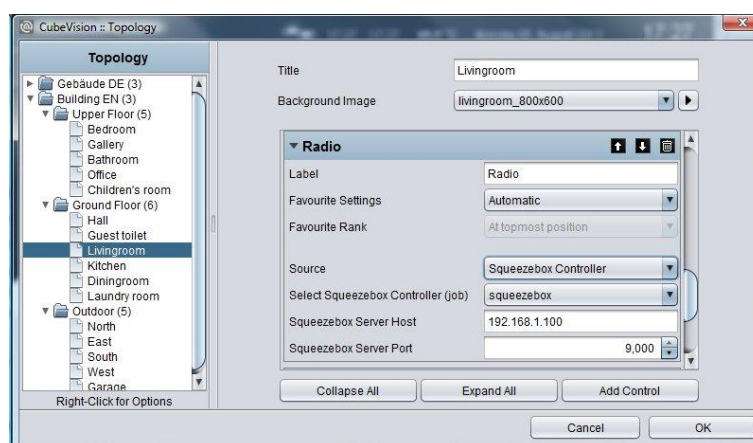 CubeVision :: Topology
Topology
Gebäude DE (3)
Building EN (3)
Upper Floor (5)
Bedroom
Gallery
Bathroom
Office
Children's room
Ground Floor (6)
Hall
Guest toilet
Livingroom
Kitchen
Diningroom
Laundry room
Outdoor (5)
North
East
South
West
Garage
Right-Click for Options
Title Livingroom
Background Image livingroom_800x600
Radio
Label Radio
Favourite Settings Automatic
Favourite Rank At topmost position
Source Squeezebox Controller
Select Squeezebox Controller (job) squeezebox
Squeezebox Server Host 192.168.1.100
Squeezebox Server Port 9,000
Collapse All Expand All Add Control
Cancel OK